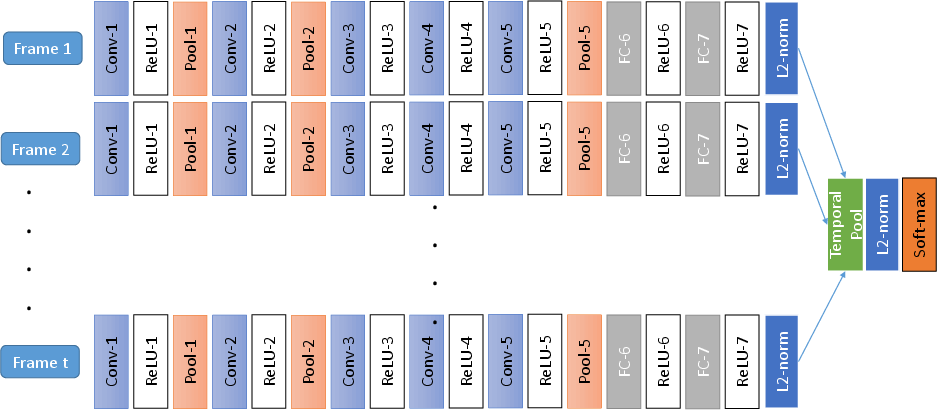 Frame 1
Conv-1
ReLU-1
Pool-1
Conv-2
ReLU-2
Pool-2
Conv-3
ReLU-3
Conv-4
ReLU-4
Conv-5
ReLU-5
Pool-5
FC-6
ReLU-6
FC-7
ReLU-7
L2-norm
Frame 2
Conv-1
ReLU-1
Pool-1
Conv-2
ReLU-2
Pool-2
Conv-3
ReLU-3
Conv-4
ReLU-4
Conv-5
ReLU-5
Pool-5
FC-6
ReLU-6
FC-7
ReLU-7
L2-norm
Frame t
Conv-1
ReLU-1
Pool-1
Conv-2
ReLU-2
Pool-2
Conv-3
ReLU-3
Conv-4
ReLU-4
Conv-5
ReLU-5
Pool-5
FC-6
ReLU-6
FC-7
ReLU-7
L2-norm
Temporal
Pool
L2-norm
Soft-max